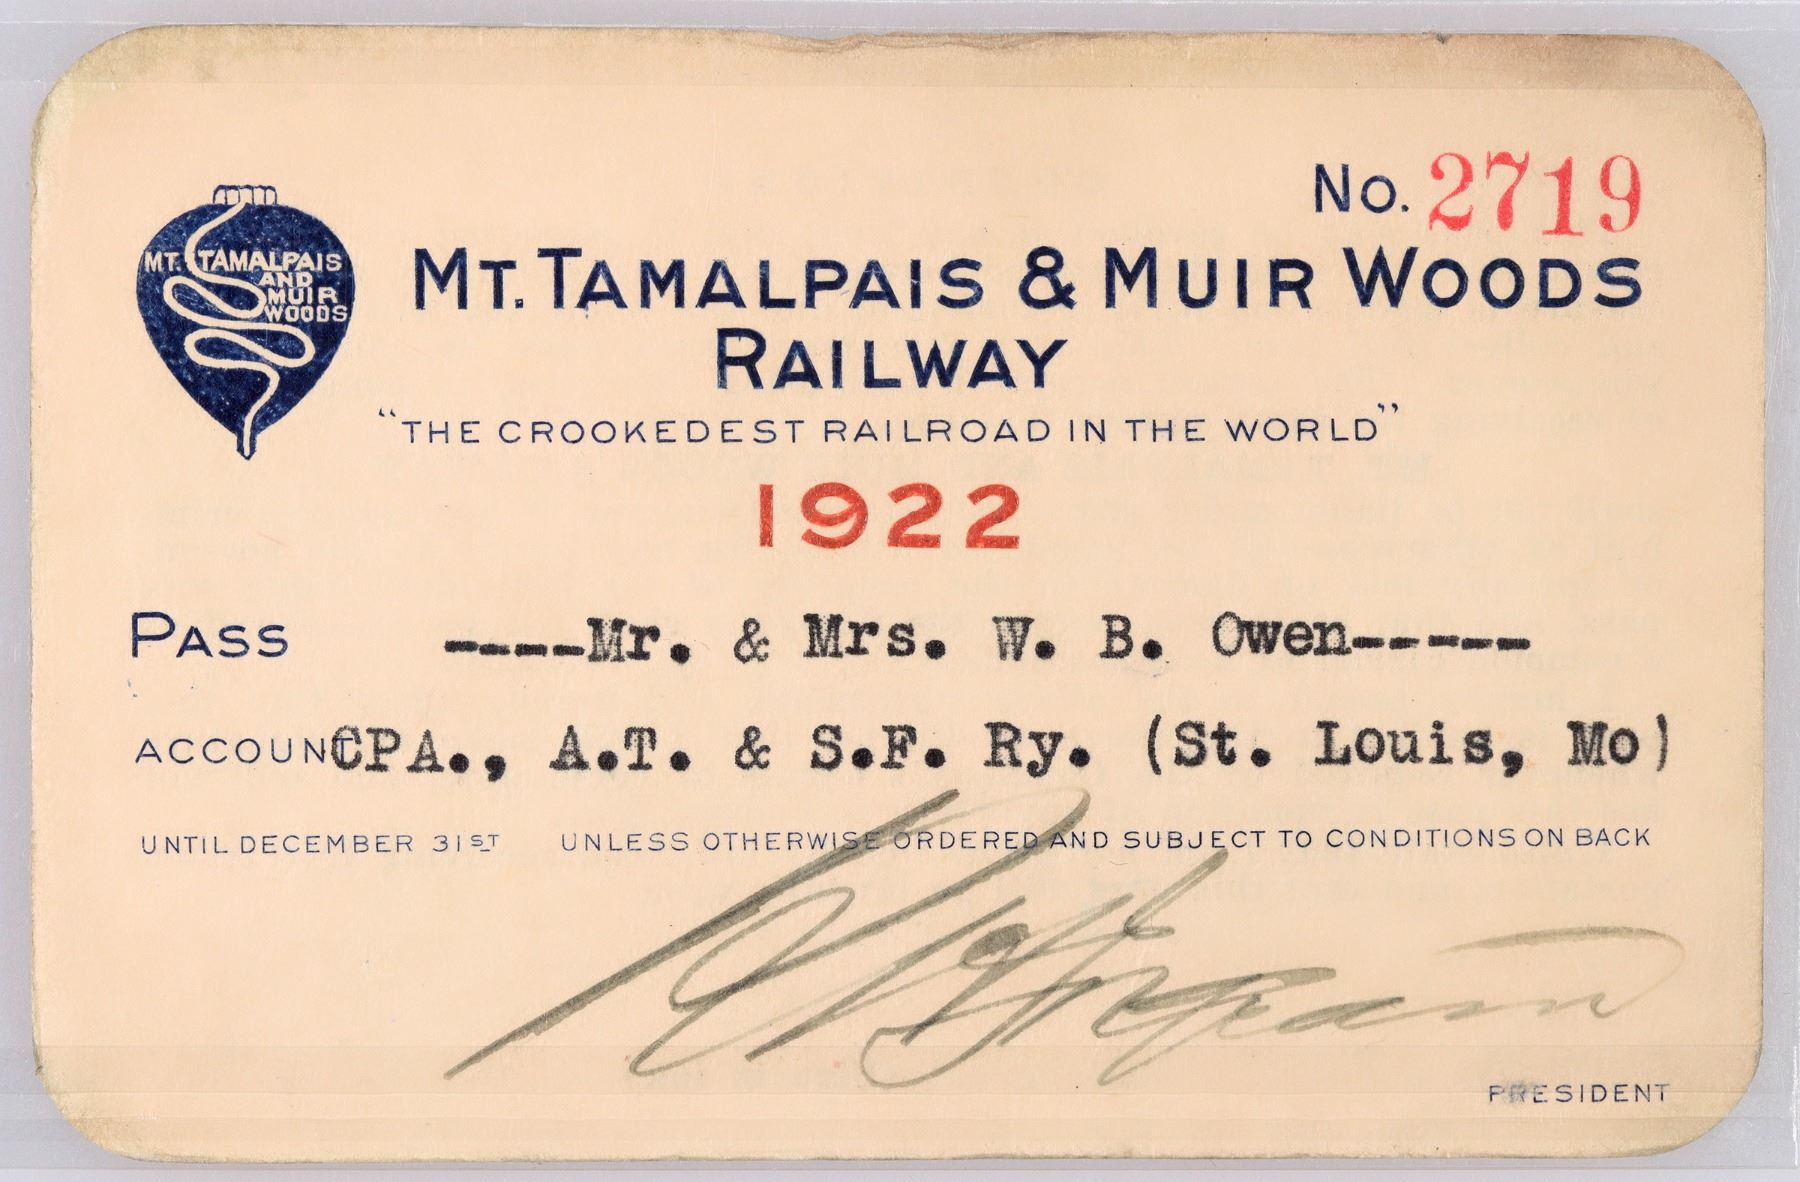 No. 2719
MT. TAMALPAIS
AND
MUIR
WOODS
MT. TAMALPAIS & MUIR WOODS
RAILWAY
"THE CROOKEDEST RAILROAD IN THE WORLD"
1922
PASS ----Mr. & Mrs. W. B. Owen-----
ACCOUNT CPA., A.T. & S.F. Ry. (St. Louis, Mo)
UNTIL DECEMBER 31ST UNLESS OTHERWISE ORDERED AND SUBJECT TO CONDITIONS ON BACK
PRESIDENT